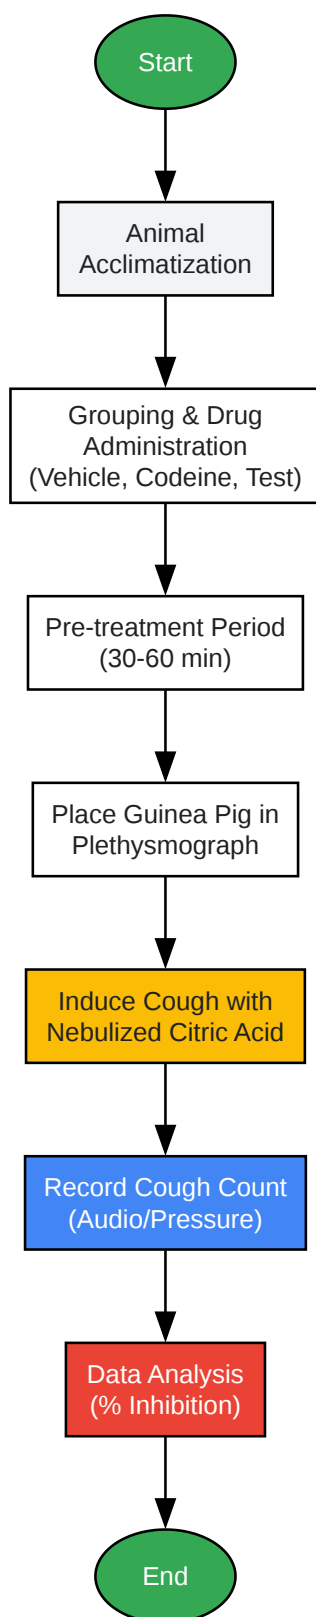 Start
Animal
Acclimatization
Grouping & Drug
Administration
(Vehicle, Codeine, Test)
Pre-treatment Period
(30-60 min)
Place Guinea Pig in
Plethysmograph
Induce Cough with
Nebulized Citric Acid
Record Cough Count
(Audio/Pressure)
Data Analysis
(% Inhibition)
End